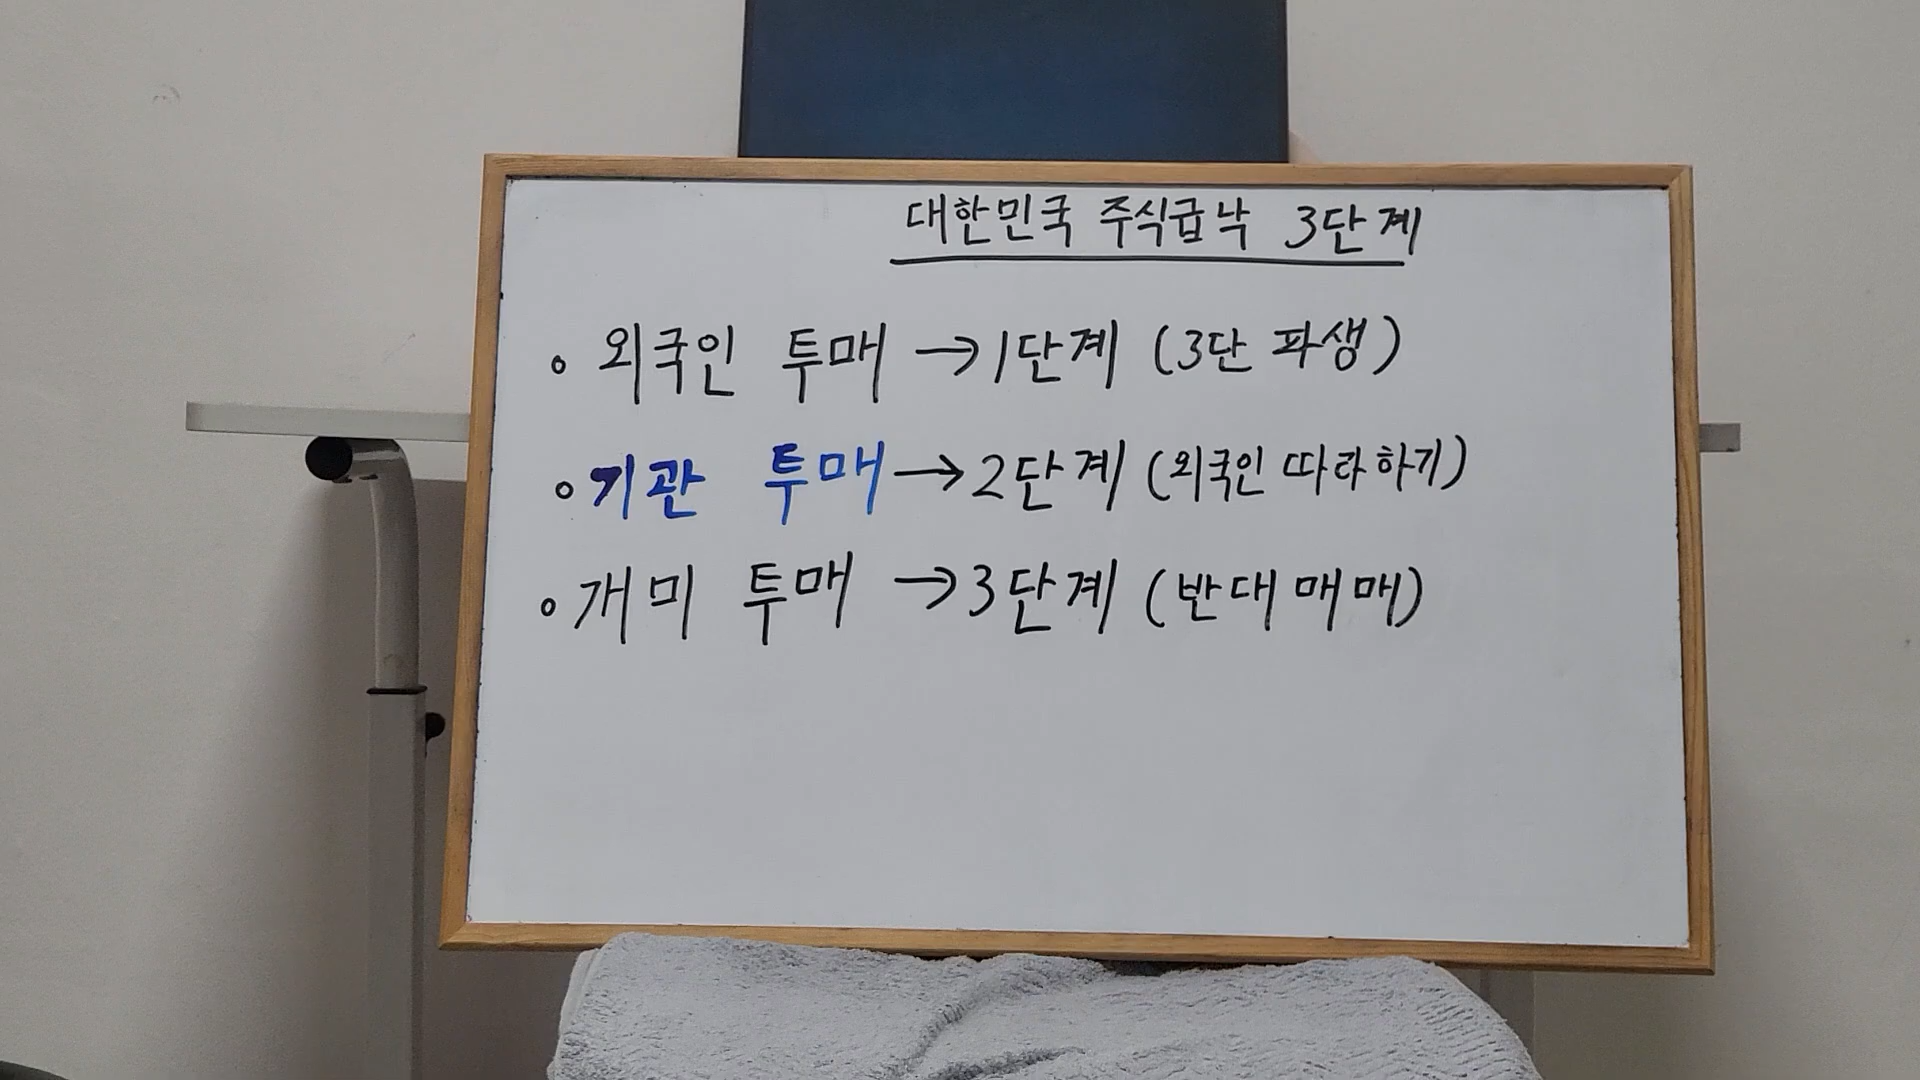 대한민국 주식급낙 3단계
◦ 외국인 투매 → 1단계 (3단 파생)
◦ 기관 투매 → 2단계 (외국인 따라하기)
◦ 개미 투매 → 3단계 (반대매매)